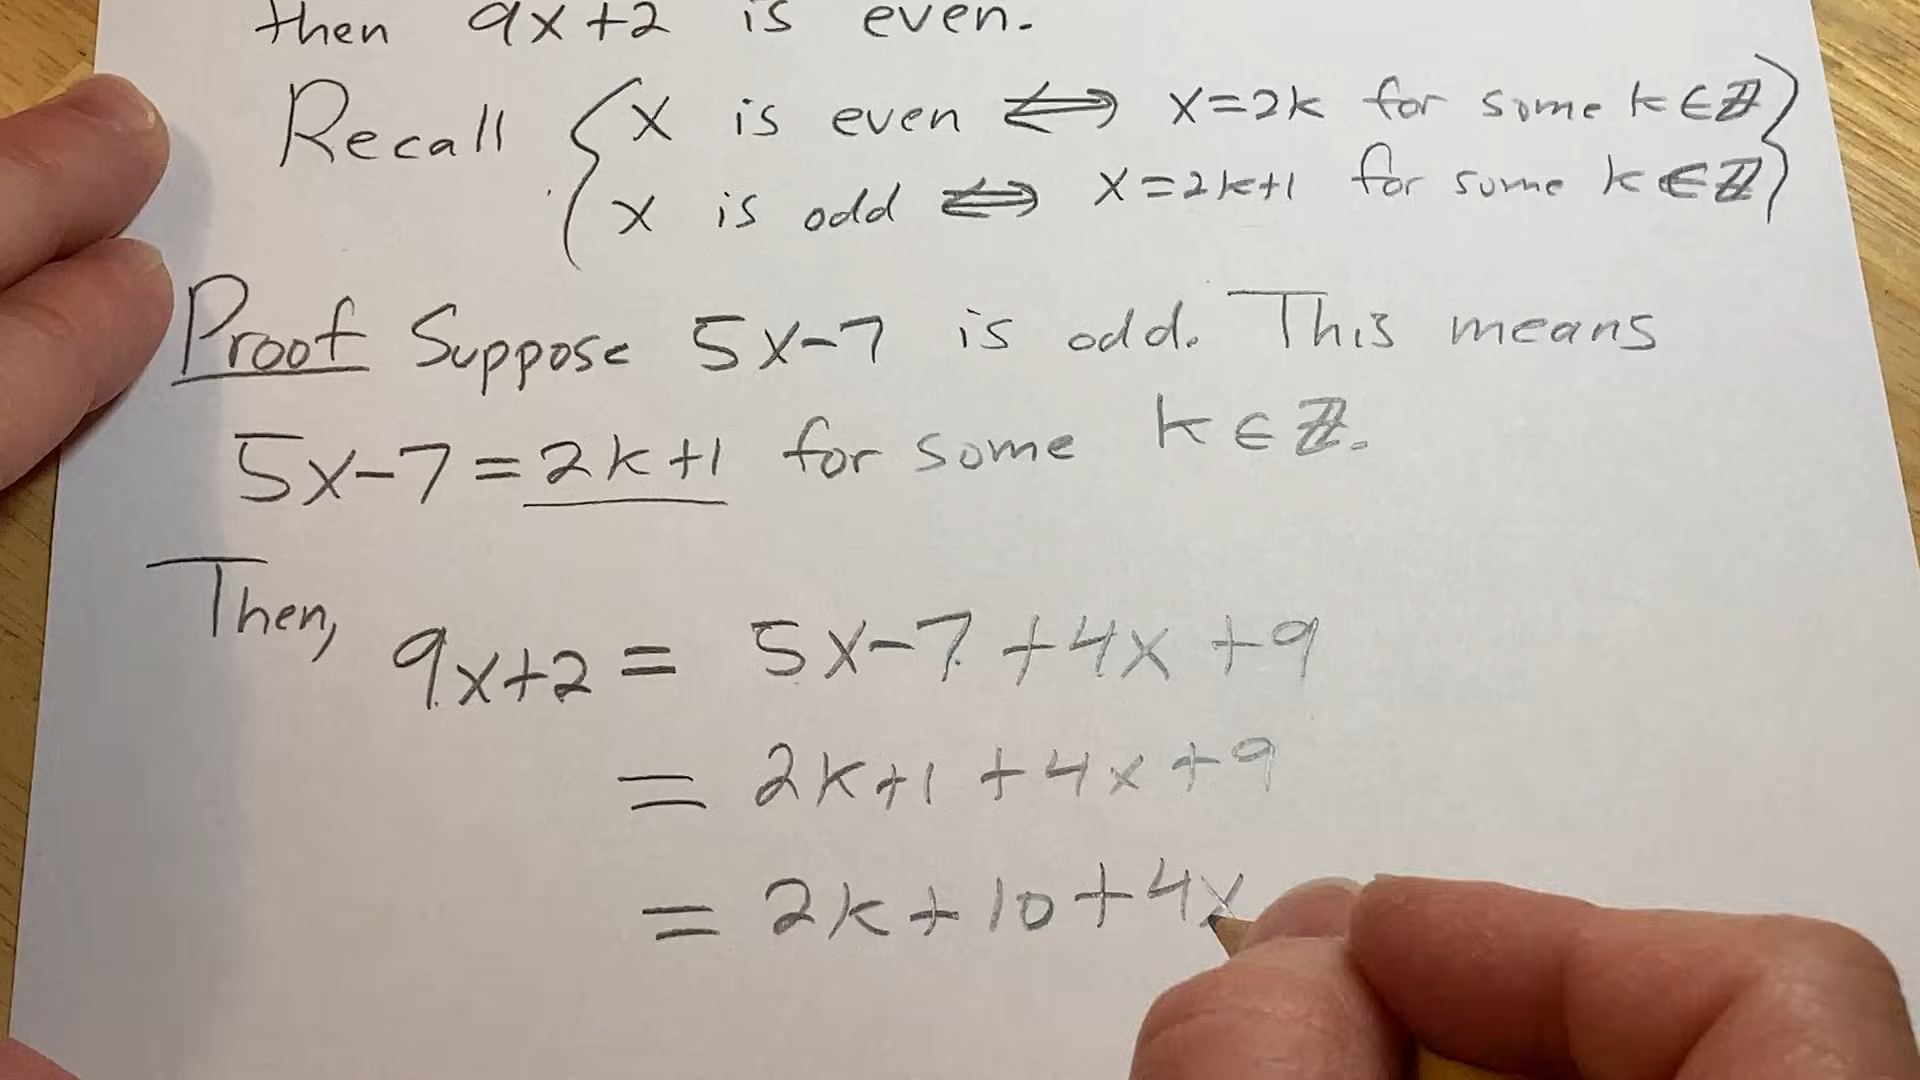 then 9x+2 is even.
Recall { x is even ⟺ x=2k for some k∈ℤ }
{ x is odd ⟺ x=2k+1 for some k∈ℤ }
Proof Suppose 5x-7 is odd. This means
5x-7=2k+1 for some k∈ℤ.
Then, 9x+2= 5x-7+4x+9
= 2k+1+4x+9
= 2k+10+4x